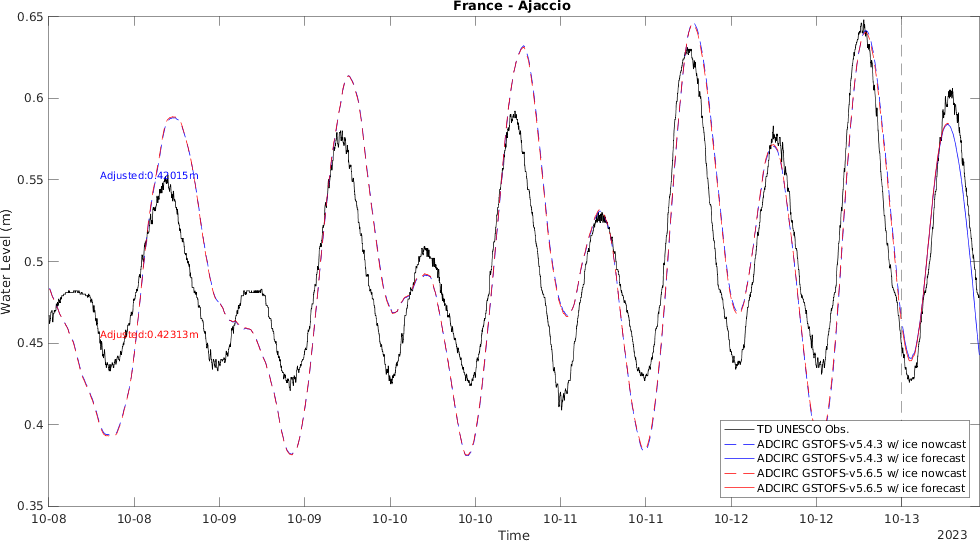 France - Ajaccio
0.65
0.6
0.55
0.5
0.45
0.4
0.35
Water Level (m)
Adjusted:0.42015m
Adjusted:0.42313m
TD UNESCO Obs.
ADCIRC GSTOFS-v5.4.3 w/ ice nowcast
ADCIRC GSTOFS-v5.4.3 w/ ice forecast
ADCIRC GSTOFS-v5.6.5 w/ ice nowcast
ADCIRC GSTOFS-v5.6.5 w/ ice forecast
10-08 10-08 10-09 10-09 10-10 10-10 10-11 10-11 10-12 10-12 10-13
Time
2023